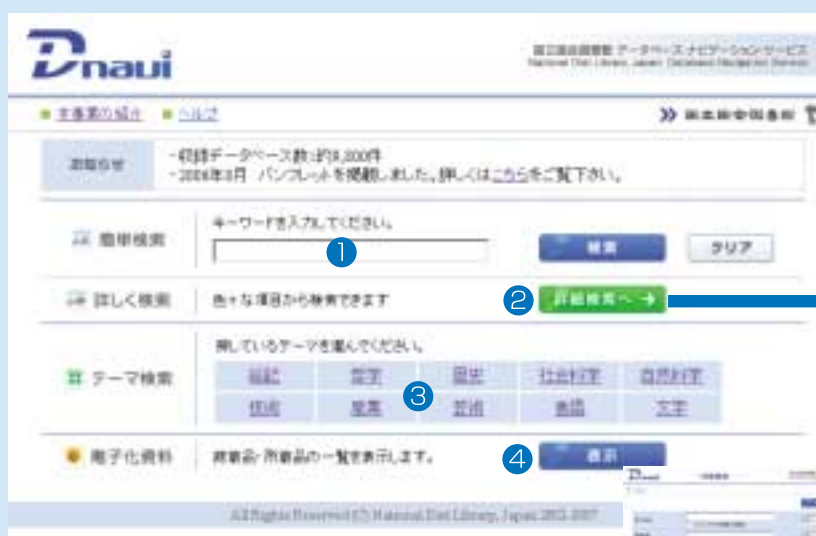 Dnavi
国立国会図書館 データベースナビゲーションサービス
National Diet Library, Japan. Database Navigation Service
本事業の紹介 ヘルプ
国立国会図書館
お知らせ
・収録データベース数:約
・2006年3月 パンフレットを掲載しました。詳しくはこちらをご覧下さい。
簡単検索
キーワードを入力してください。
1
検索
クリア
詳しく検索
色々な項目から検索できます
2
詳細検索へ →
テーマ検索
探しているテーマを選んでください。
総記 哲学 歴史 社会科学 自然科学
3
技術 産業 芸術 言語 文学
電子化資料
一覧を表示します。
4
表示
All Rights Reserved (C) National Diet Library, Japan 2002-2007